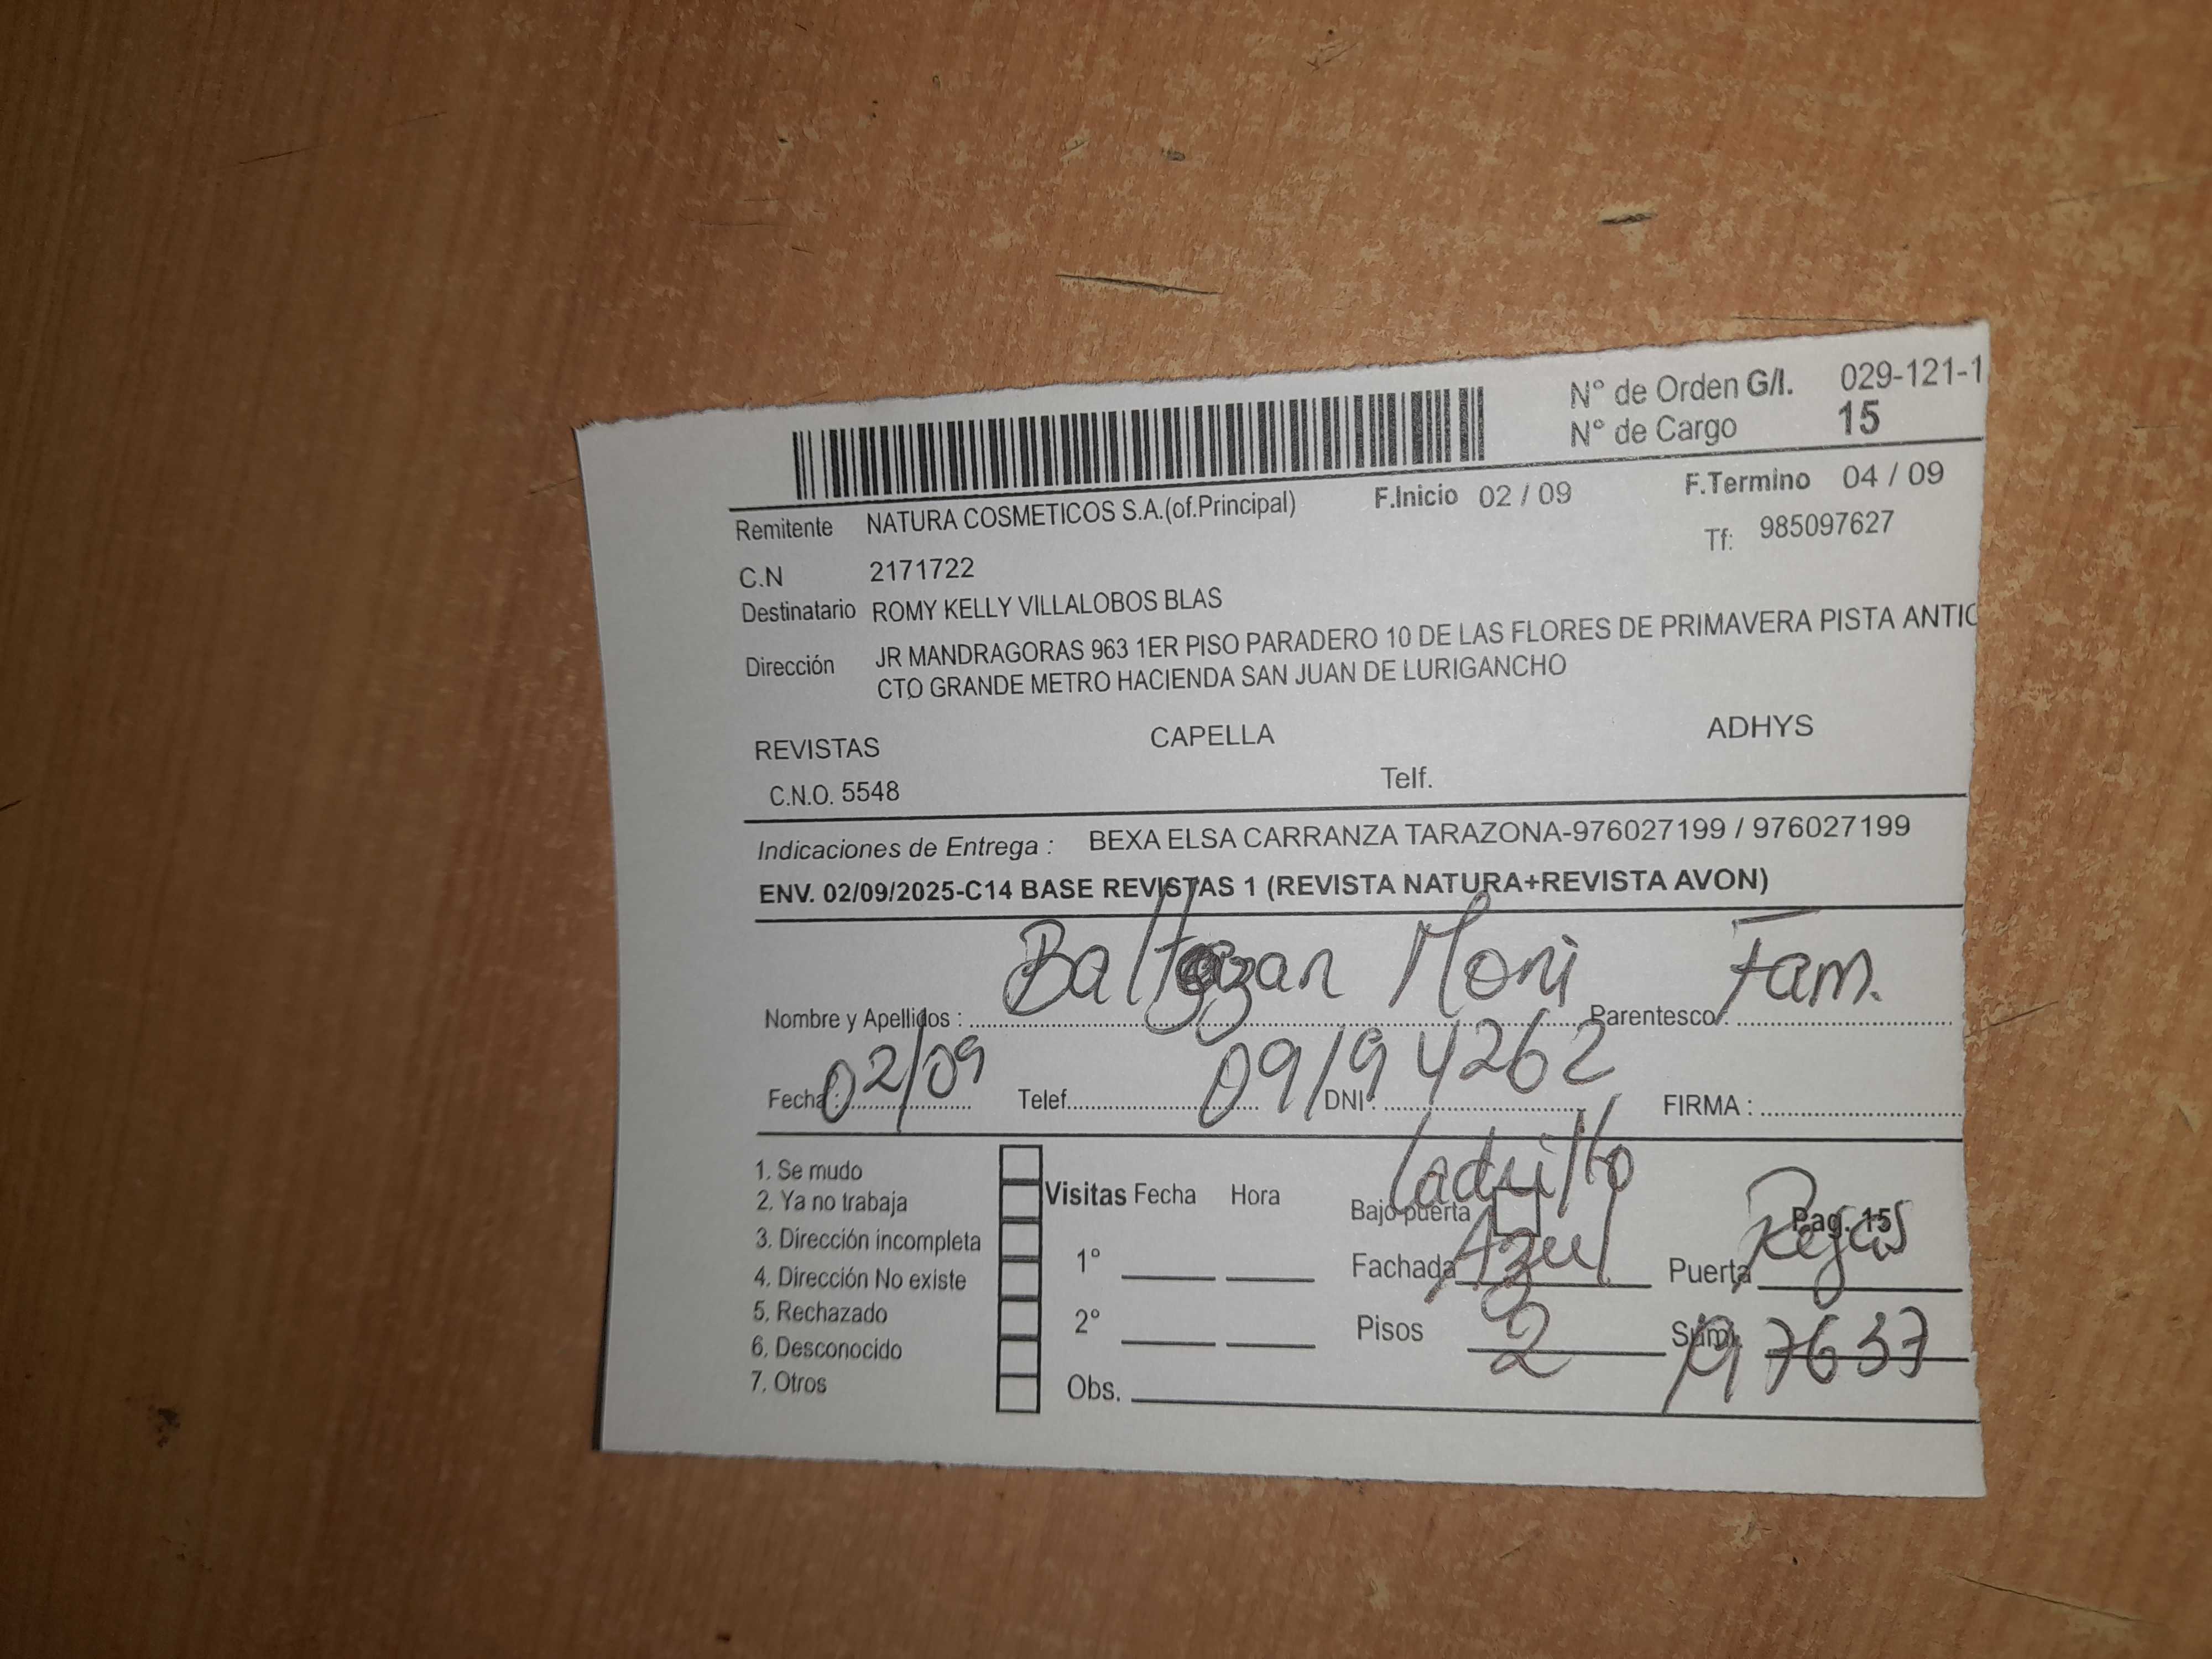 N° de Orden G/I. 029-121-1
N° de Cargo 15
F.Inicio 02 / 09 F.Termino 04 / 09
Remitente NATURA COSMETICOS S.A.(of.Principal)
Tf: 985097627
C.N 2171722
Destinatario ROMY KELLY VILLALOBOS BLAS
Dirección JR MANDRAGORAS 963 1ER PISO PARADERO 10 DE LAS FLORES DE PRIMAVERA PISTA ANTIC
CTO GRANDE METRO HACIENDA SAN JUAN DE LURIGANCHO
REVISTAS CAPELLA ADHYS
C.N.O. 5548 Telf.
Indicaciones de Entrega : BEXA ELSA CARRANZA TARAZONA-976027199 / 976027199
ENV. 02/09/2025-C14 BASE REVISTAS 1 (REVISTA NATURA+REVISTA AVON)
Nombre y Apellidos : Baltazar Moni Parentesco : Fam.
Fecha : 02/09 Telef. DNI : 09194262 FIRMA :
1. Se mudo
2. Ya no trabaja
3. Dirección incompleta
4. Dirección No existe
5. Rechazado
6. Desconocido
7. Otros
Visitas Fecha Hora
1°
2°
Obs.
Bajo puerta Ladrillo Pag. 15
Fachada Azul Puerta Rejas
Pisos 2 Sum. 197637